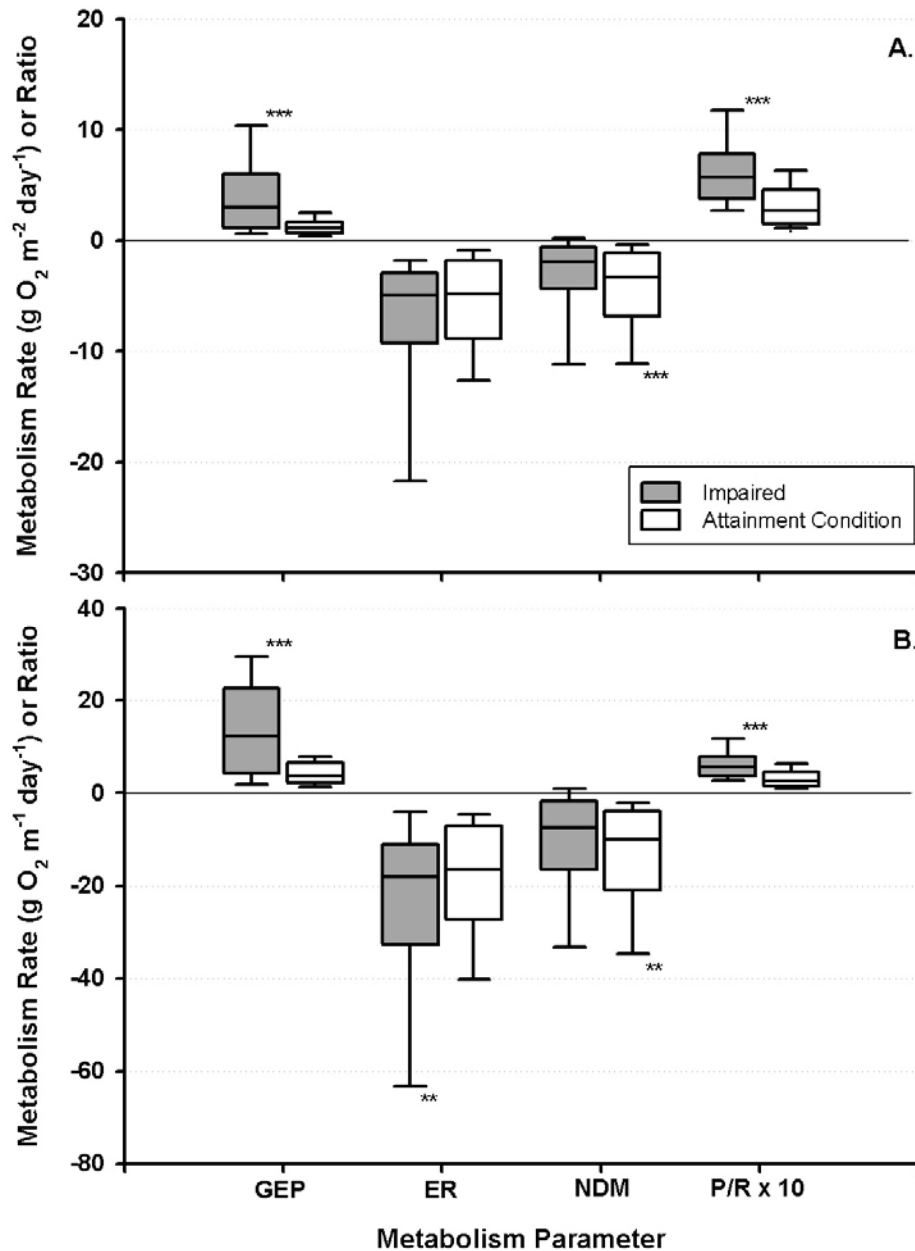 A.
Metabolism Rate (g O₂ m⁻² day⁻¹) or Ratio
20
10
0
-10
-20
-30
***
***
***
Impaired
Attainment Condition
B.
Metabolism Rate (g O₂ m⁻¹ day⁻¹) or Ratio
40
20
0
-20
-40
-60
-80
***
***
**
**
GEP ER NDM P/R x 10
Metabolism Parameter